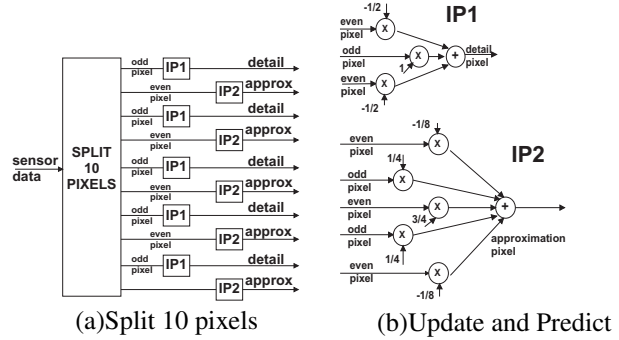 sensor
data
SPLIT
10
PIXELS
odd
pixel
IP1
detail
even
pixel
IP2
approx
odd
pixel
IP1
detail
even
pixel
IP2
approx
odd
pixel
IP1
detail
even
pixel
IP2
approx
odd
pixel
IP1
detail
even
pixel
IP2
approx
odd
pixel
IP1
detail
IP2
approx
(a)Split 10 pixels
IP1
-1/2
even
pixel
X
odd
pixel
X
1
+
detail
pixel
even
pixel
X
-1/2
IP2
-1/8
even
pixel
X
1/4
odd
pixel
X
even
pixel
X
3/4
+
odd
pixel
X
1/4
approximation
pixel
even
pixel
X
-1/8
(b)Update and Predict